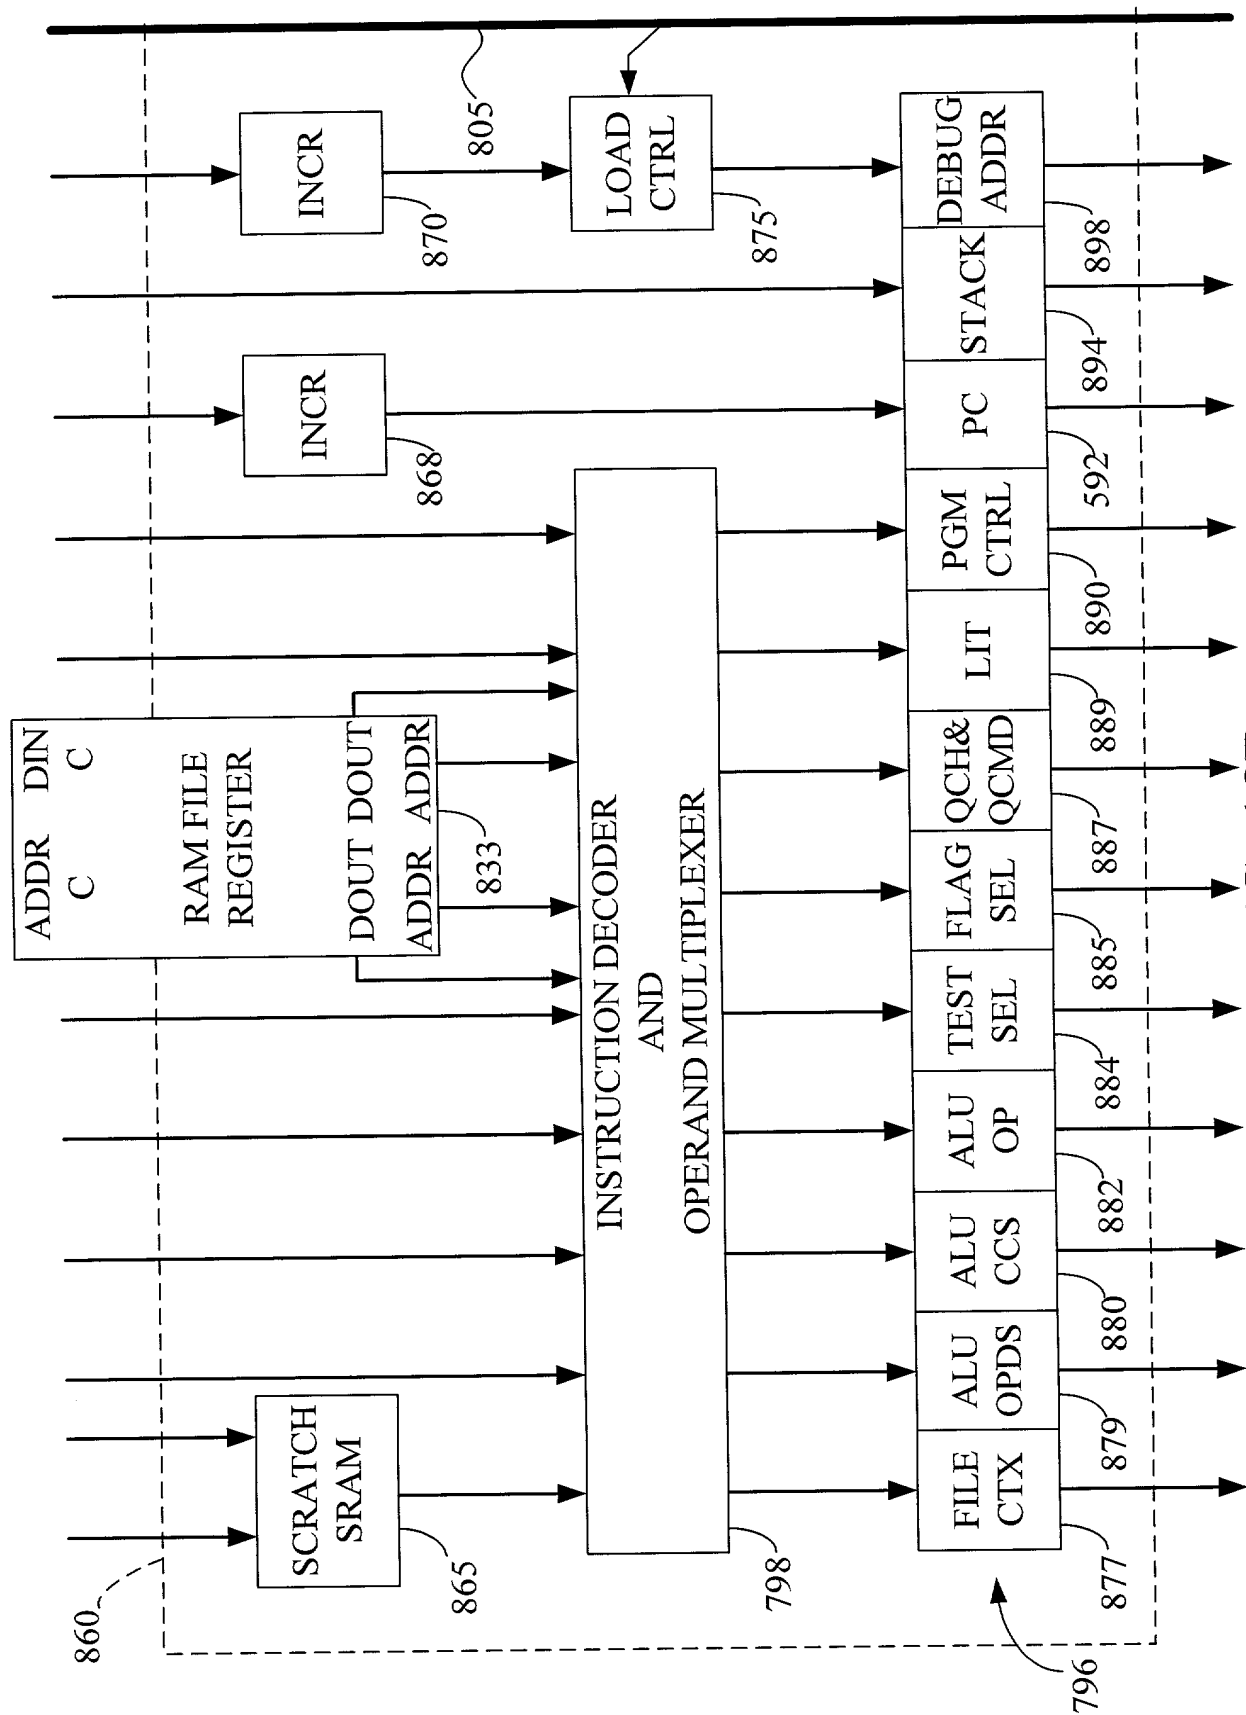 860
ADDR DIN
C C
RAM FILE
REGISTER
DOUT DOUT
ADDR ADDR
833
SCRATCH
SRAM
865
INCR
868
INCR
870
805
LOAD
CTRL
875
INSTRUCTION DECODER
AND
OPERAND MULTIPLEXER
798
796
FILE
CTX
877
ALU
OPDS
879
ALU
CCS
880
ALU
OP
882
TEST
SEL
884
FLAG
SEL
885
QCH&
QCMD
887
LIT
889
PGM
CTRL
890
PC
592
STACK
894
DEBUG
ADDR
898